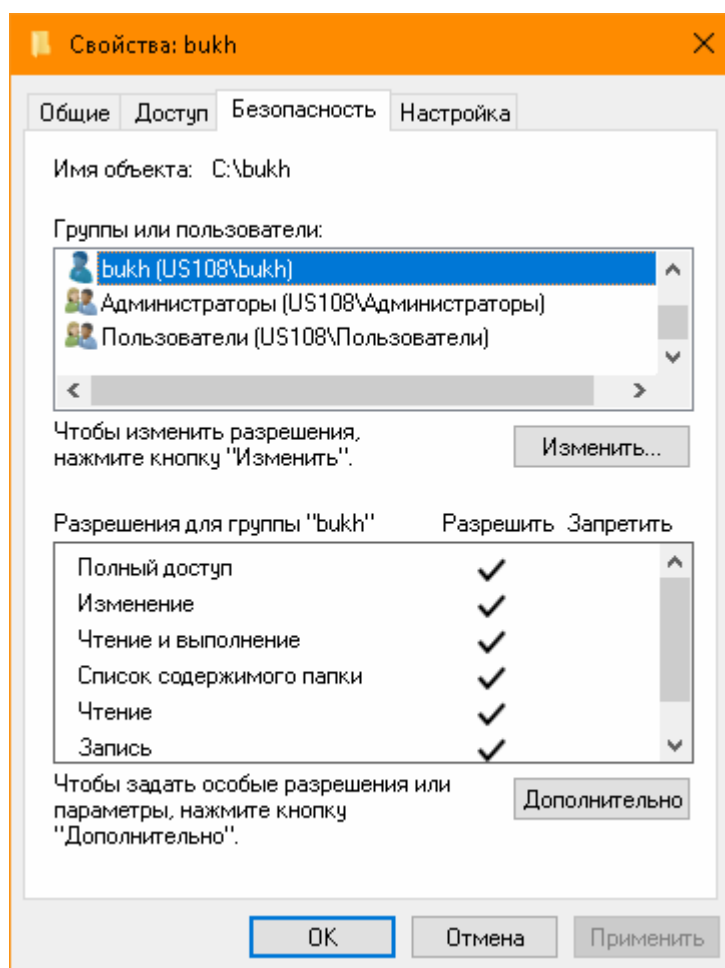 Свойства: bukh
Общие Доступ Безопасность Настройка
Имя объекта: C:\bukh
Группы или пользователи:
bukh (US108\bukh)
Администраторы (US108\Администраторы)
Пользователи (US108\Пользователи)
Чтобы изменить разрешения,
нажмите кнопку "Изменить".
Изменить...
Разрешения для группы "bukh" Разрешить Запретить
Полный доступ
Изменение
Чтение и выполнение
Список содержимого папки
Чтение
Запись
Чтобы задать особые разрешения или
параметры, нажмите кнопку
"Дополнительно".
Дополнительно
OK Отмена Применить